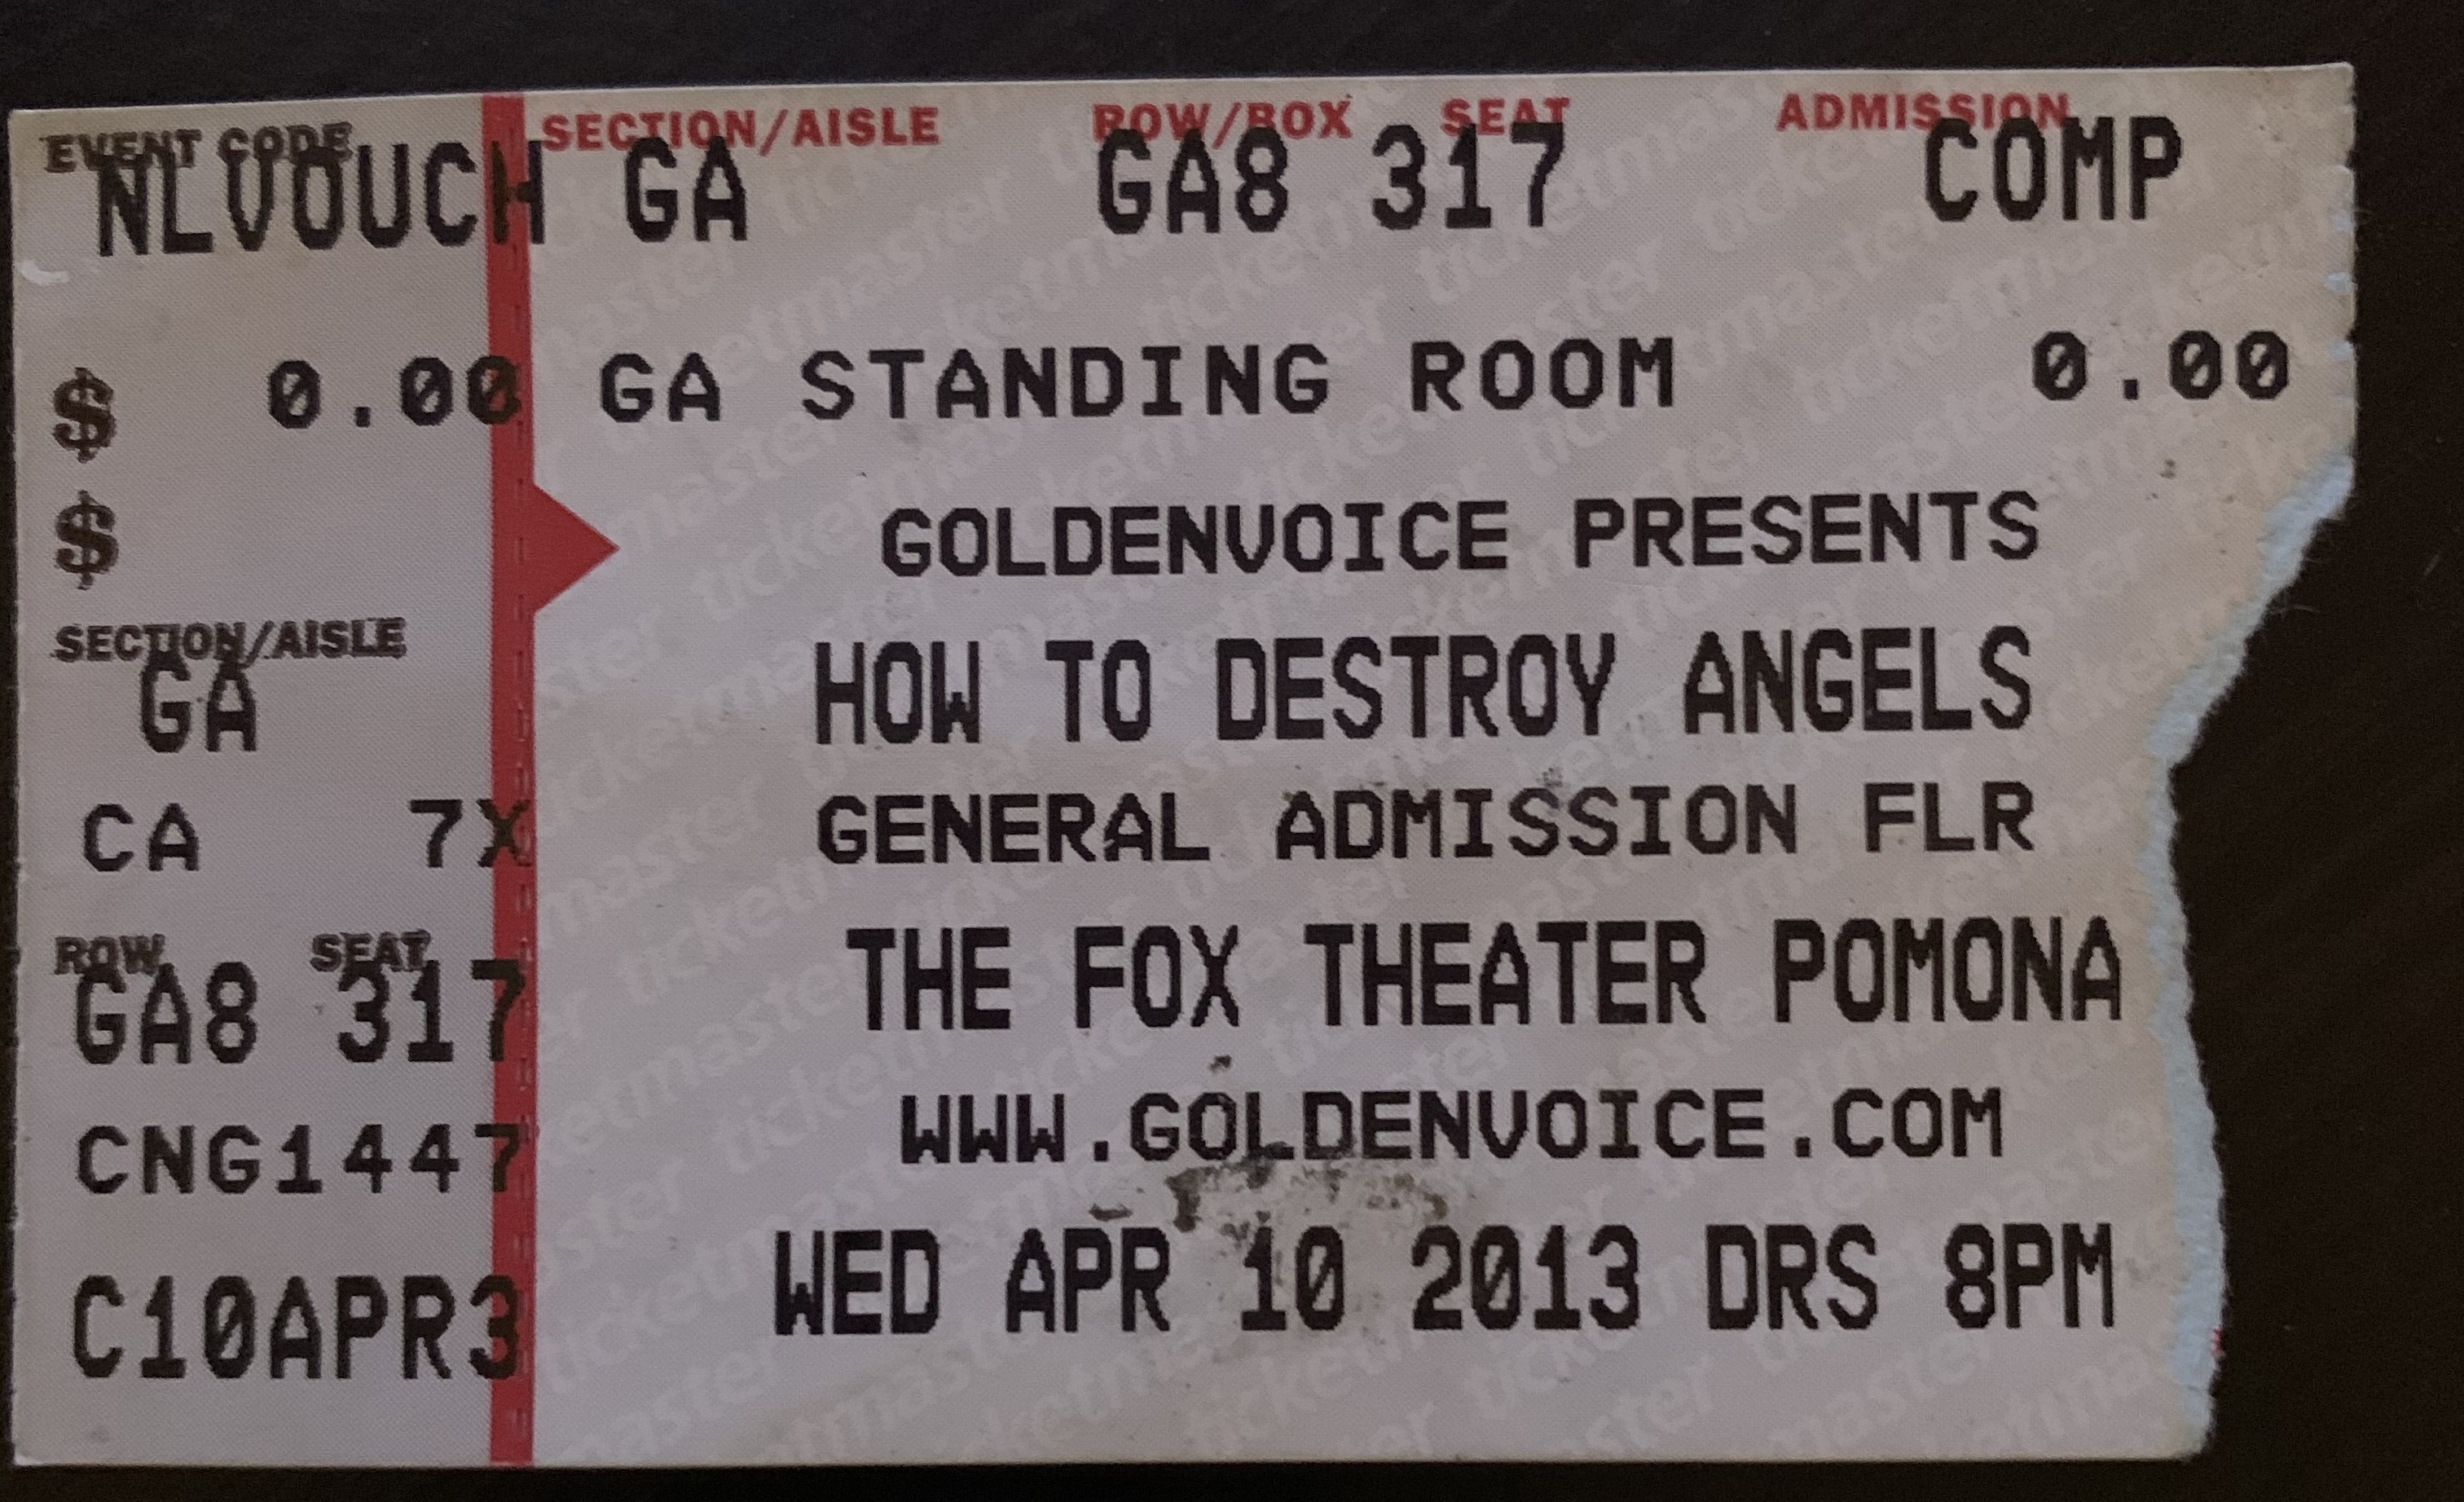 EVENT CODE SECTION/AISLE ROW/BOX SEAT ADMISSION
NLVOUCH GA GA8 317 COMP
$ 0.00 GA STANDING ROOM 0.00
$ GOLDENVOICE PRESENTS
SECTION/AISLE
GA HOW TO DESTROY ANGELS
CA 7X GENERAL ADMISSION FLR
ROW SEAT
GA8 317 THE FOX THEATER POMONA
CNG1447 WWW.GOLDENVOICE.COM
C10APR3 WED APR 10 2013 DRS 8PM
ticketmaster